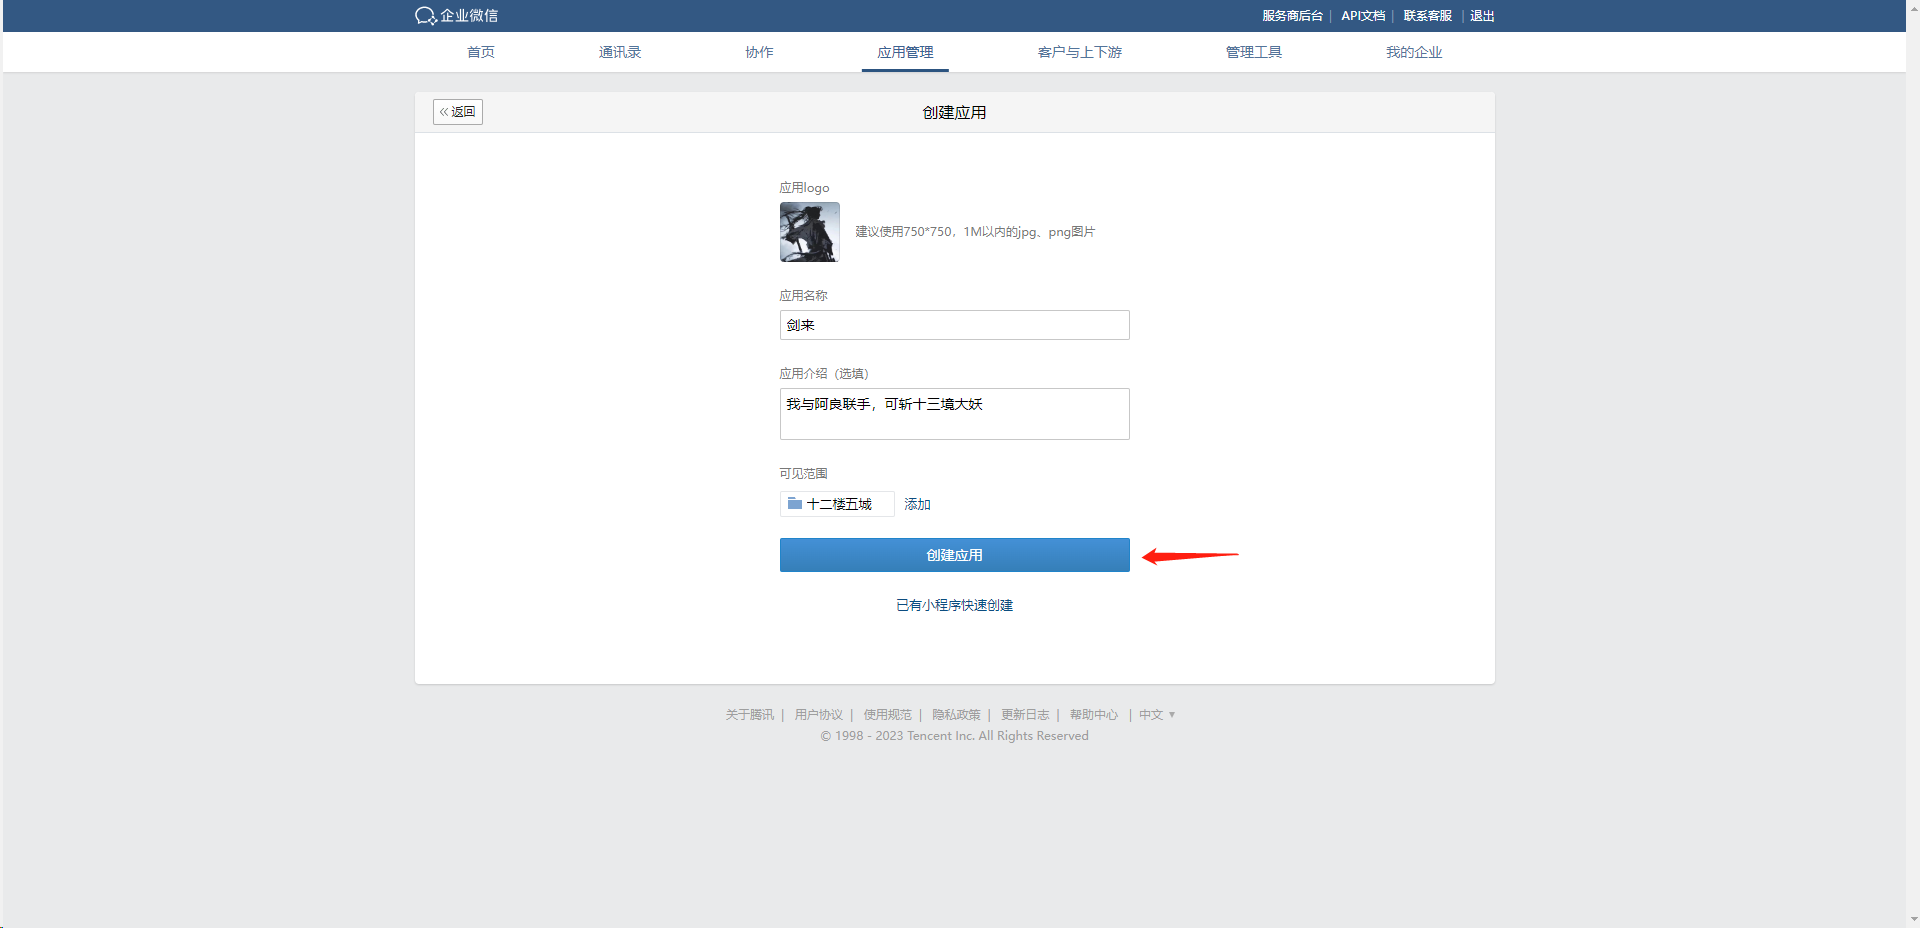 企业微信 服务商后台 | API文档 | 联系客服 | 退出
首页 通讯录 协作 应用管理 客户与上下游 管理工具 我的企业
«返回 创建应用
应用logo
建议使用750*750，1M以内的jpg、png图片
应用名称
剑来
应用介绍（选填）
我与阿良联手，可斩十三境大妖
可见范围
十二楼五城 添加
创建应用
已有小程序快速创建
关于腾讯 | 用户协议 | 使用规范 | 隐私政策 | 更新日志 | 帮助中心 | 中文 ▼
© 1998 - 2023 Tencent Inc. All Rights Reserved